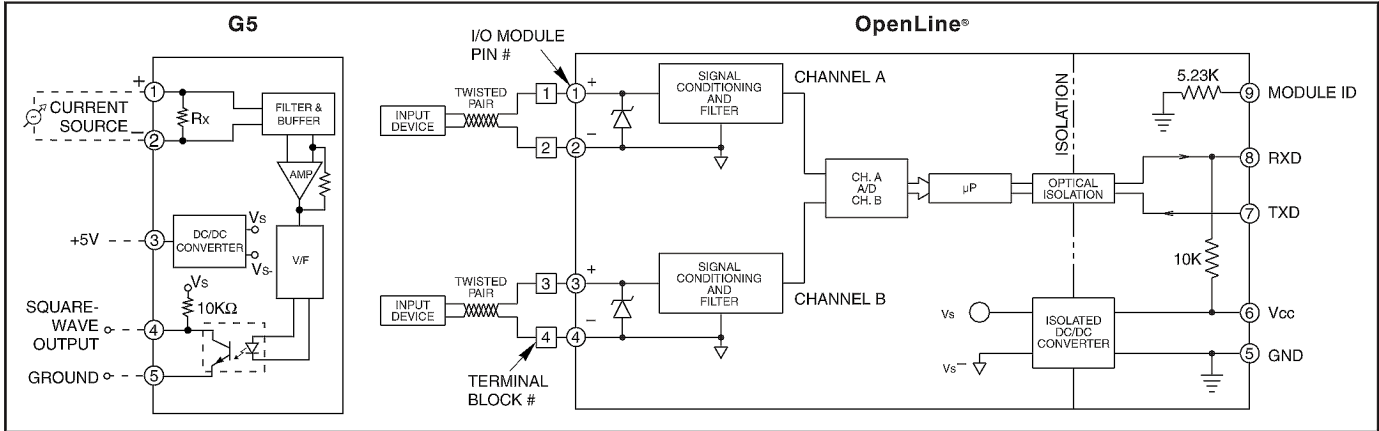 G5
+
1
CURRENT
SOURCE
−
2
Rx
FILTER &
BUFFER
AMP
+5V
3
DC/DC
CONVERTER
Vs
Vs-
V/F
Vs
10KΩ
SQUARE-
WAVE
OUTPUT
4
GROUND
5
OpenLine®
I/O MODULE
PIN #
INPUT
DEVICE
TWISTED
PAIR
1
2
1
+
−
2
SIGNAL
CONDITIONING
AND
FILTER
CHANNEL A
INPUT
DEVICE
TWISTED
PAIR
3
4
3
+
−
4
TERMINAL
BLOCK #
SIGNAL
CONDITIONING
AND
FILTER
CHANNEL B
CH. A
A/D
CH. B
µP
ISOLATION
OPTICAL
ISOLATION
5.23K
9
MODULE ID
8
RXD
7
TXD
10K
Vs
Vs−
ISOLATED
DC/DC
CONVERTER
6
Vcc
5
GND